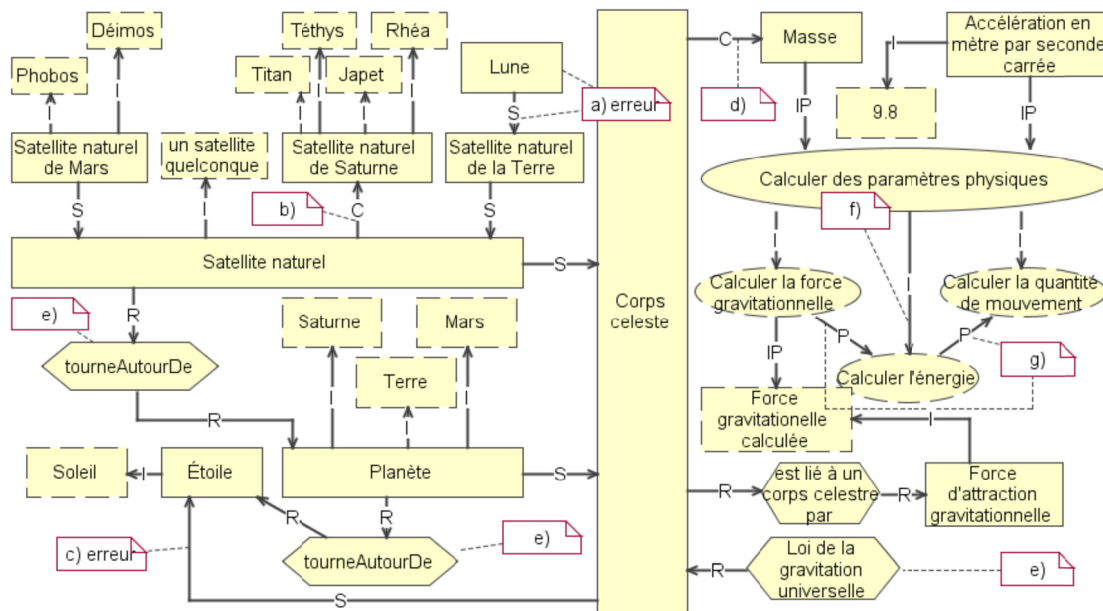 Déimos
Téthys
Rhéa
Phobos
Titan
Japet
Lune
a) erreur
C
d)
Masse
I
Accélération en
mètre par seconde
carrée
9.8
IP
IP
Satellite naturel
de Mars
un satellite
quelconque
Satellite naturel
de Saturne
S
Satellite naturel
de la Terre
S
b)
C
S
Calculer des paramètres physiques
f)
Satellite naturel
S
Corps
celeste
Calculer la force
gravitationnelle
Calculer la quantité
de mouvement
e)
R
tourneAutourDe
Saturne
Mars
Terre
IP
P
P
g)
Calculer l'énergie
Force
gravitationelle
calculée
R
I
Soleil
I
Étoile
Planète
S
R
est lié à un
corps celestre
par
R
Force
d'attraction
gravitationnelle
R
R
c) erreur
tourneAutourDe
e)
R
Loi de la
gravitation
universelle
e)
S